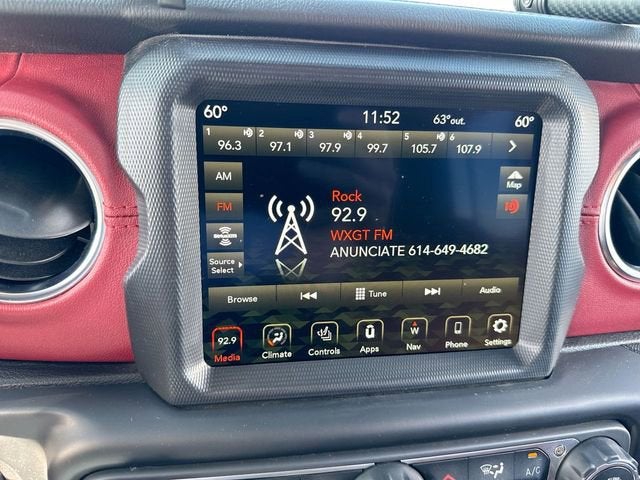 60° 11:52 63°out. 60°
1 96.3 2 97.1 3 97.9 4 99.7 5 105.7 6 107.9
AM
Map
Rock
FM
92.9
WXGT FM
siriusxm
ANUNCIATE 614-649-4682
Source
Select
Browse Tune Audio
92.9 W
Media Climate Controls Apps Nav Phone Settings
A/C